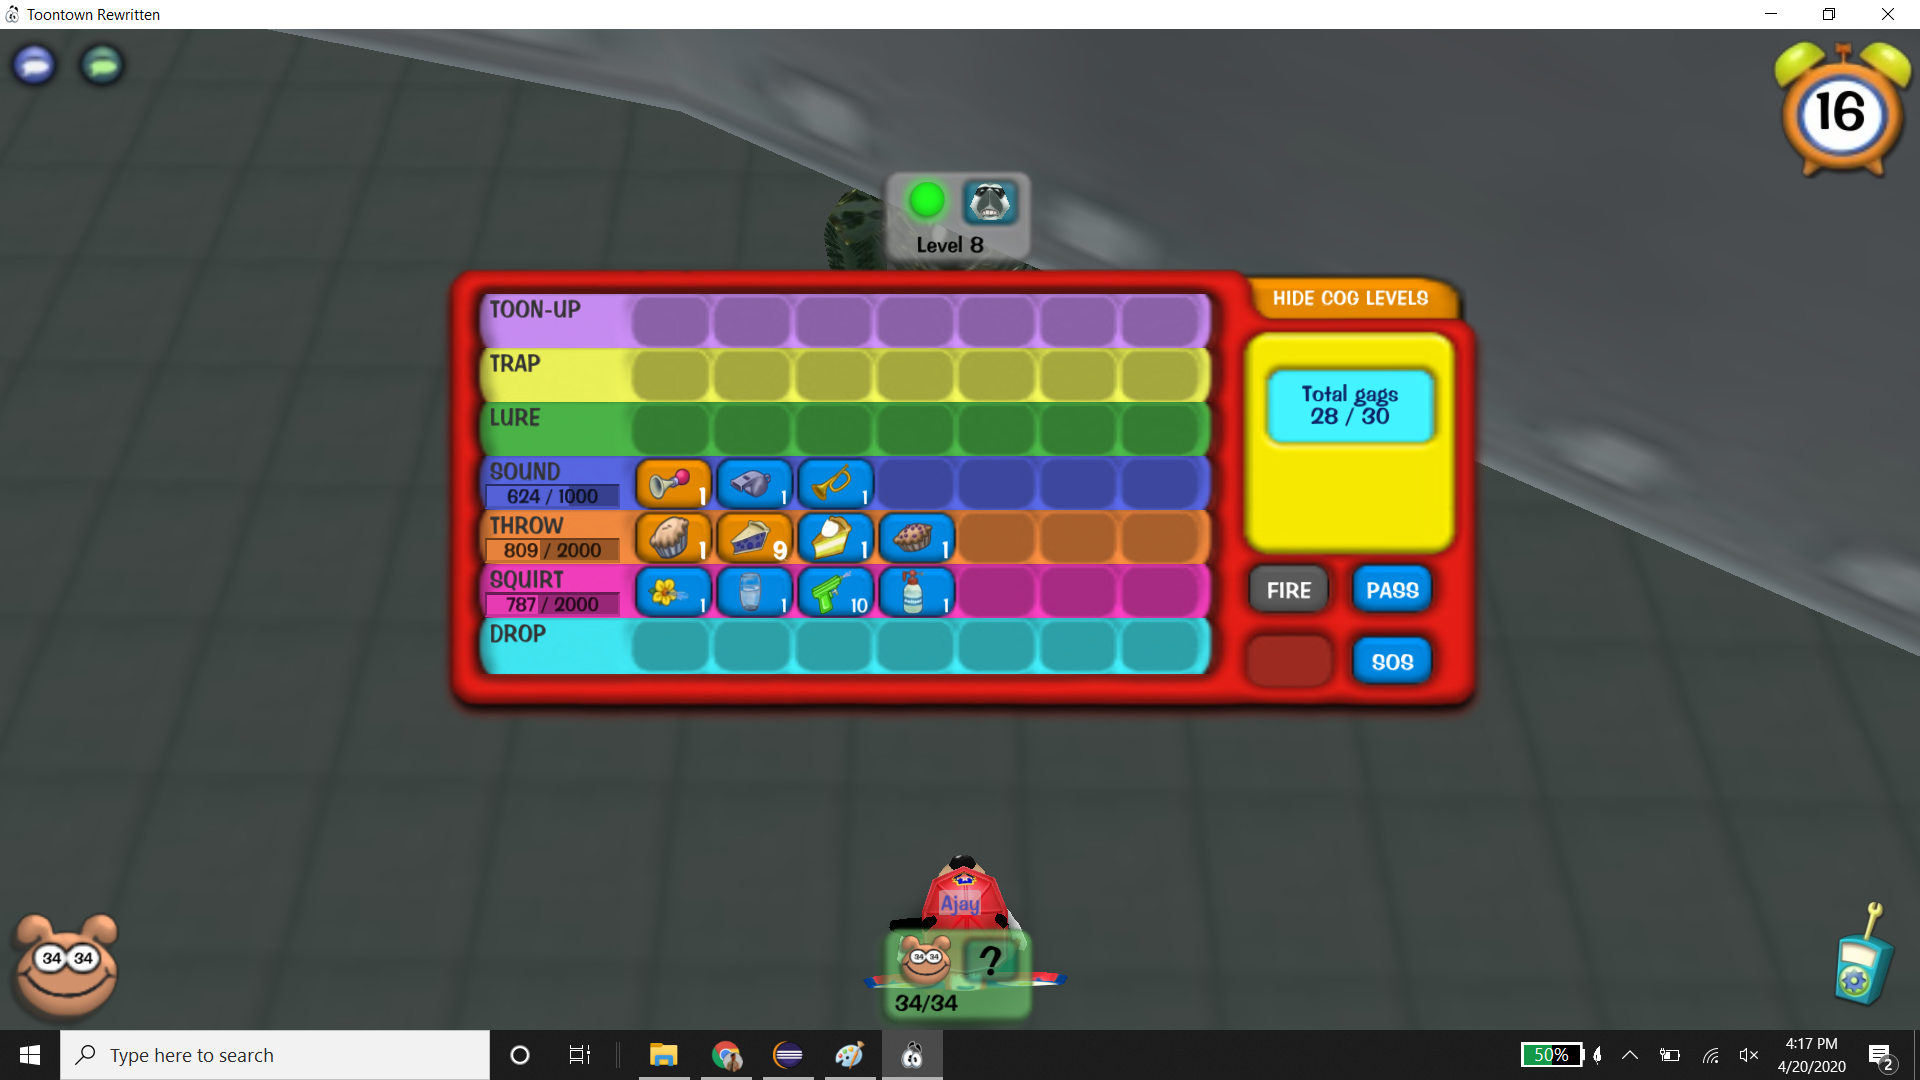 Toontown Rewritten
16
Level 8
HIDE COG LEVELS
TOON-UP
TRAP
LURE
SOUND
624 / 1000
1
1
1
THROW
809 / 2000
1
9
1
1
SQUIRT
787 / 2000
1
1
10
1
DROP
Total gags
28 / 30
FIRE
PASS
SOS
Ajay
34 34
?
34/34
34 34
Type here to search
50%
4:17 PM
4/20/2020
2